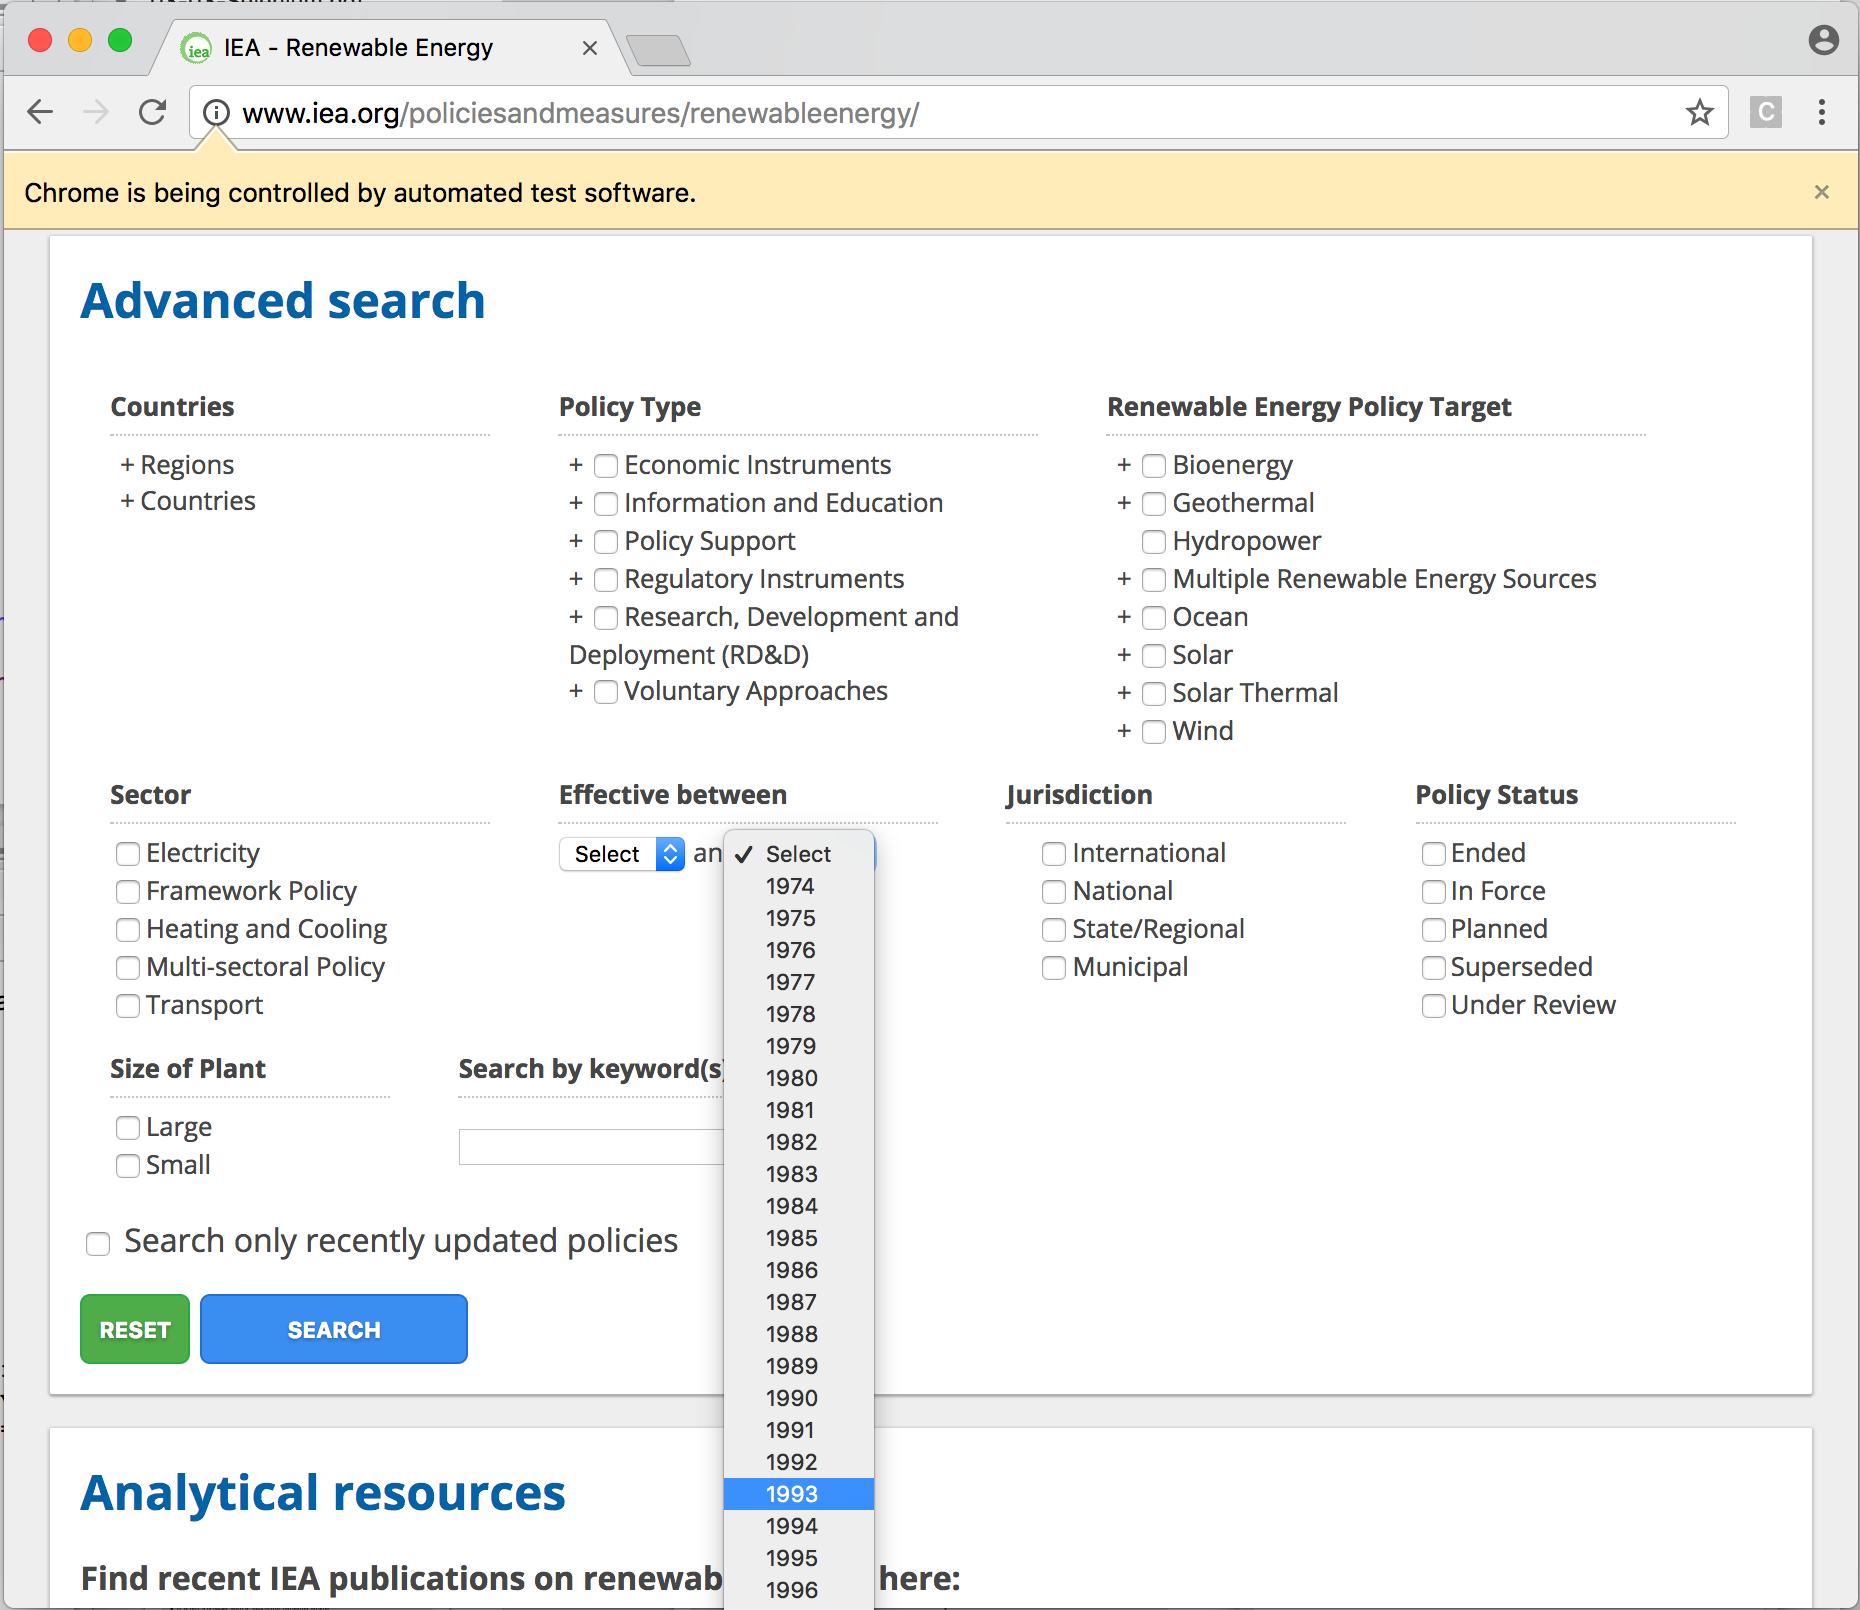 iea IEA - Renewable Energy
www.iea.org/policiesandmeasures/renewableenergy/
C
Chrome is being controlled by automated test software.
Advanced search
Countries
+ Regions
+ Countries
Policy Type
+ Economic Instruments
+ Information and Education
+ Policy Support
+ Regulatory Instruments
+ Research, Development and
Deployment (RD&D)
+ Voluntary Approaches
Renewable Energy Policy Target
+ Bioenergy
+ Geothermal
Hydropower
+ Multiple Renewable Energy Sources
+ Ocean
+ Solar
+ Solar Thermal
+ Wind
Sector
Electricity
Framework Policy
Heating and Cooling
Multi-sectoral Policy
Transport
Effective between
Select an
✓ Select
1974
1975
1976
1977
1978
1979
1980
1981
1982
1983
1984
1985
1986
1987
1988
1989
1990
1991
1992
1993
1994
1995
1996
Jurisdiction
International
National
State/Regional
Municipal
Policy Status
Ended
In Force
Planned
Superseded
Under Review
Size of Plant
Large
Small
Search by keyword(s)
Search only recently updated policies
RESET
SEARCH
Analytical resources
Find recent IEA publications on renewab here: